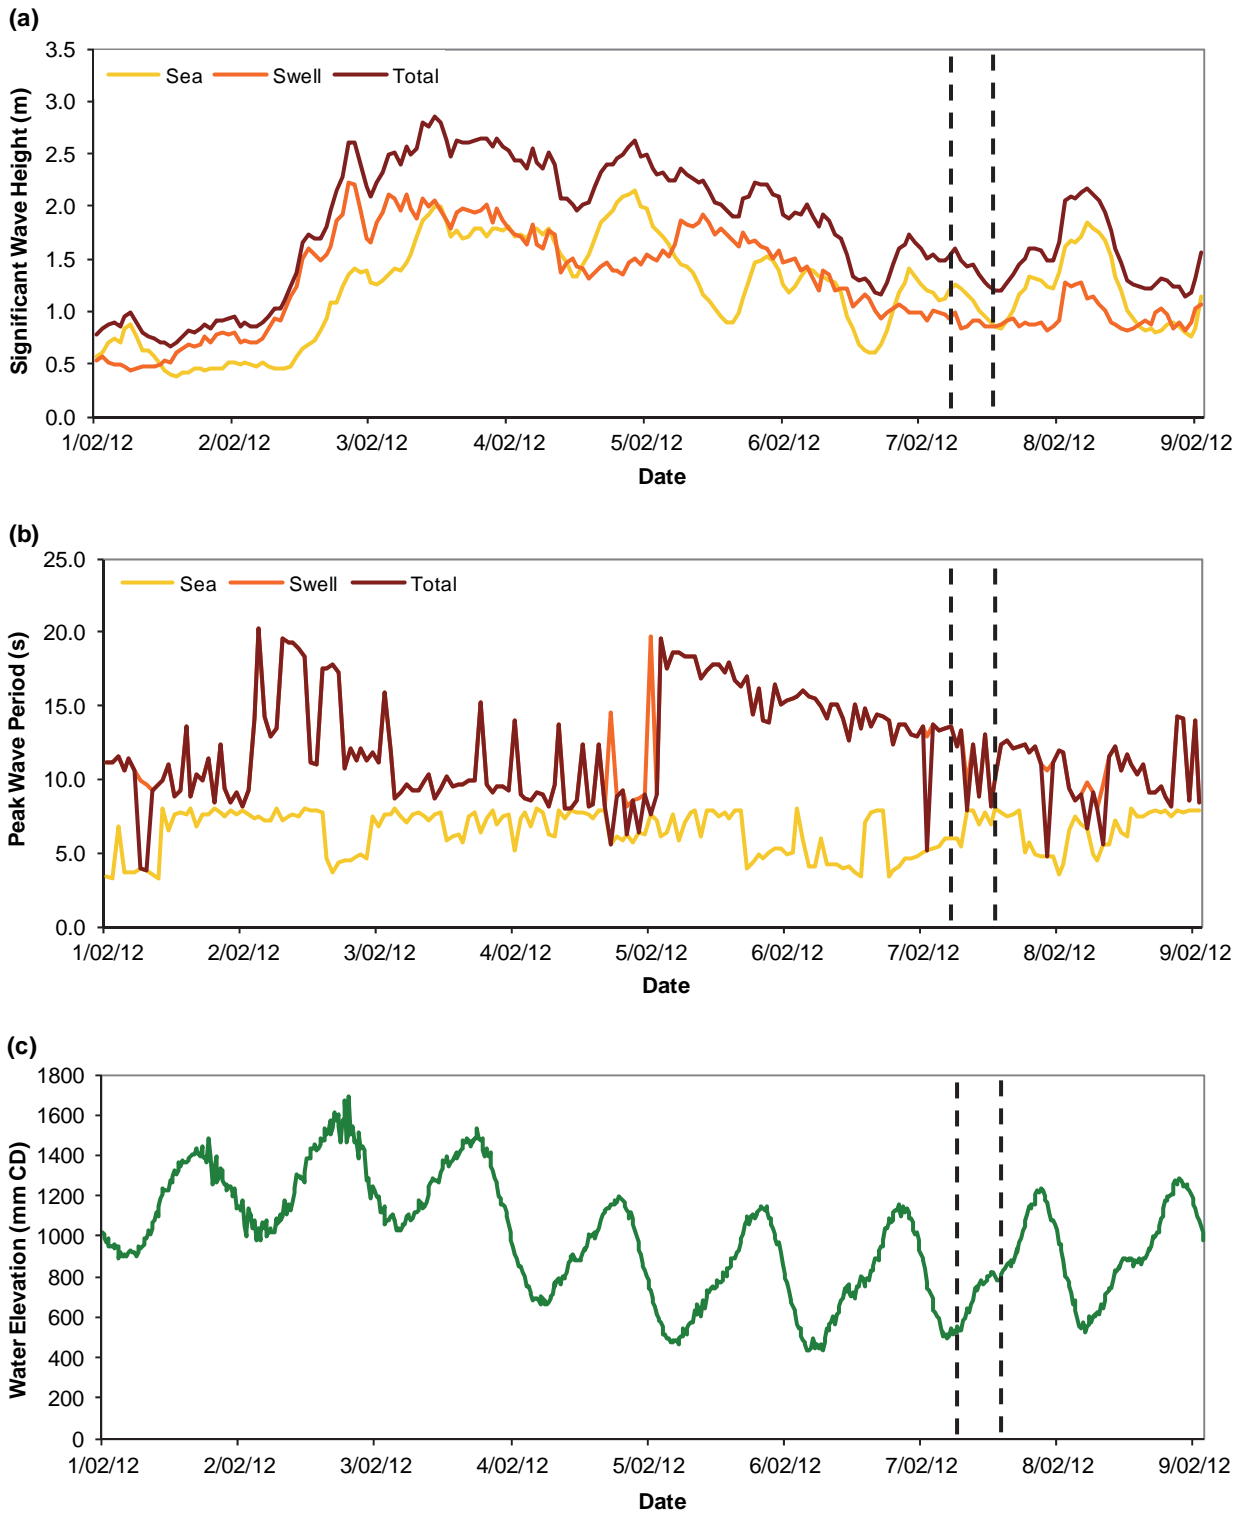 (a)
3.5
3.0
2.5
2.0
1.5
1.0
0.5
0.0
Significant Wave Height (m)
Sea Swell Total
1/02/12 2/02/12 3/02/12 4/02/12 5/02/12 6/02/12 7/02/12 8/02/12 9/02/12
Date
(b)
25.0
20.0
15.0
10.0
5.0
0.0
Peak Wave Period (s)
Sea Swell Total
1/02/12 2/02/12 3/02/12 4/02/12 5/02/12 6/02/12 7/02/12 8/02/12 9/02/12
Date
(c)
1800
1600
1400
1200
1000
800
600
400
200
0
Water Elevation (mm CD)
1/02/12 2/02/12 3/02/12 4/02/12 5/02/12 6/02/12 7/02/12 8/02/12 9/02/12
Date